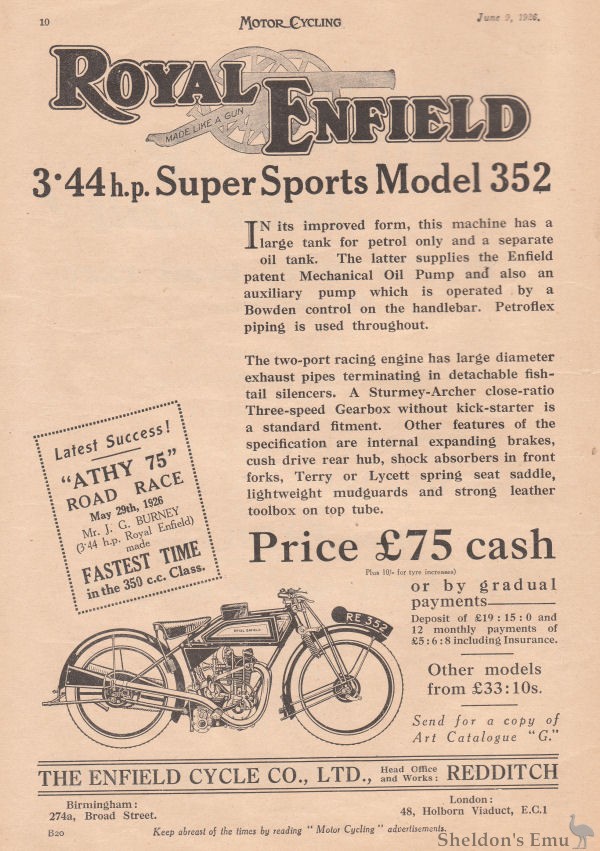 10
MOTOR CYCLING
June 9, 1926.
ROYAL
ENFIELD
MADE LIKE A GUN
3·44 h.p. Super Sports Model 352
IN its improved form, this machine has a
large tank for petrol only and a separate
oil tank. The latter supplies the Enfield
patent Mechanical Oil Pump and also an
auxiliary pump which is operated by a
Bowden control on the handlebar. Petroflex
piping is used throughout.
The two-port racing engine has large diameter
exhaust pipes terminating in detachable fish-
tail silencers. A Sturmey-Archer close-ratio
Three-speed Gearbox without kick-starter is
a standard fitment. Other features of the
specification are internal expanding brakes,
cush drive rear hub, shock absorbers in front
forks, Terry or Lycett spring seat saddle,
lightweight mudguards and strong leather
toolbox on top tube.
Latest Success!
"ATHY 75"
ROAD RACE
May 29th, 1926
Mr. J. G. BURNEY
(3·44 h.p. Royal Enfield)
made
FASTEST TIME
in the 350 c.c. Class.
Price £75 cash
Plus 10/- for tyre increases)
or by gradual
payments
Deposit of £19 : 15 : 0 and
12 monthly payments of
£5 : 6 : 8 including Insurance.
Other models
from £33 : 10s.
Send for a copy of
Art Catalogue "G."
ROYAL ENFIELD
RE 352
THE ENFIELD CYCLE CO., LTD., Head Office and Works: REDDITCH
Birmingham:
274a, Broad Street.
London:
48, Holborn Viaduct, E.C.1
B20
Keep abreast of the times by reading "Motor Cycling" advertisements.
Sheldon's Emu